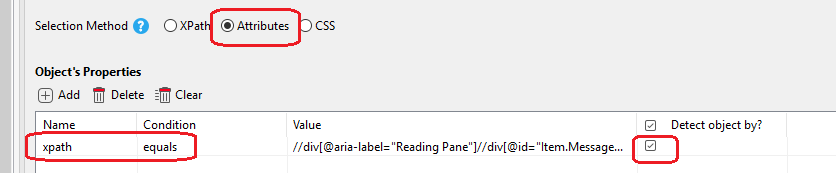 Selection Method ? XPath Attributes CSS
Object's Properties
Add Delete Clear
Name Condition Value Detect object by?
xpath equals //div[@aria-label="Reading Pane"]//div[@id="Item.Message...